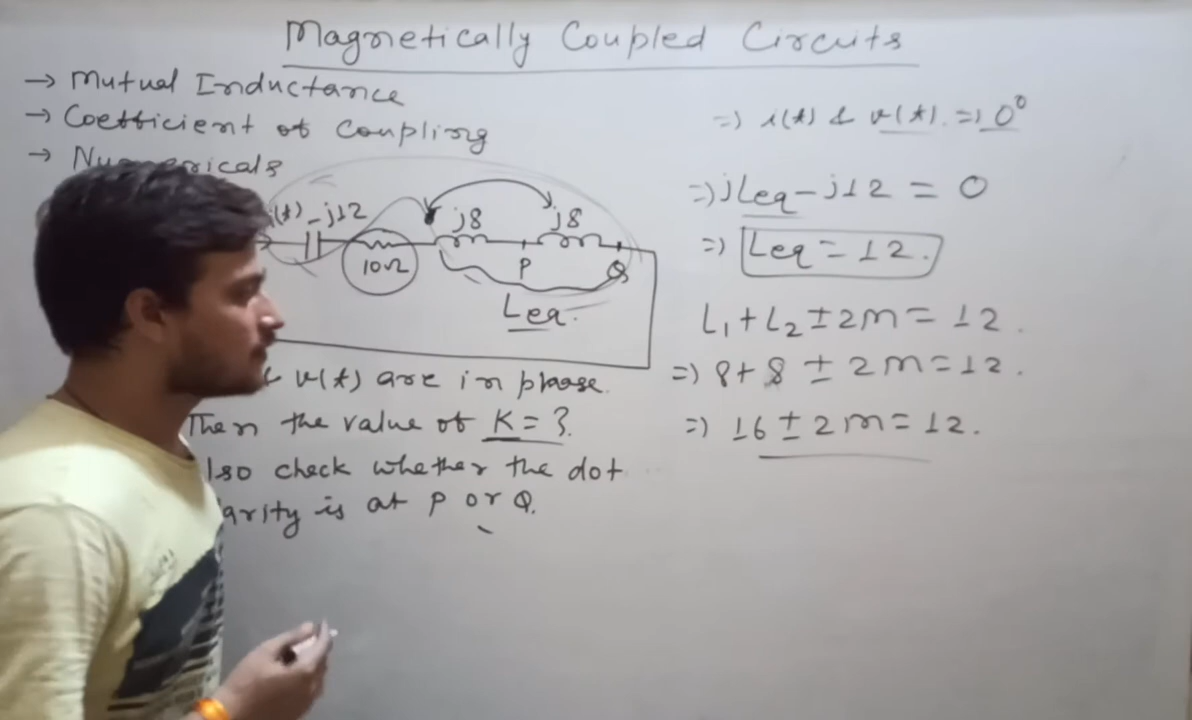 Magnetically Coupled Circuits
→ Mutual Inductance
→ Coefficient of Coupling
→ Numericals
i(t) -j12
j8
j8
10Ω
P
Q
Leq.
v(t) are in phase.
Then the value of K = ?
lso check whether the dot
arity is at P or Q.
=) i(t) & v(t). =) 0°
=) jLeq - j12 = 0
=) Leq = 12.
L1 + L2 ± 2m = 12.
=) 8 + 8 ± 2m = 12.
=) 16 ± 2m = 12.